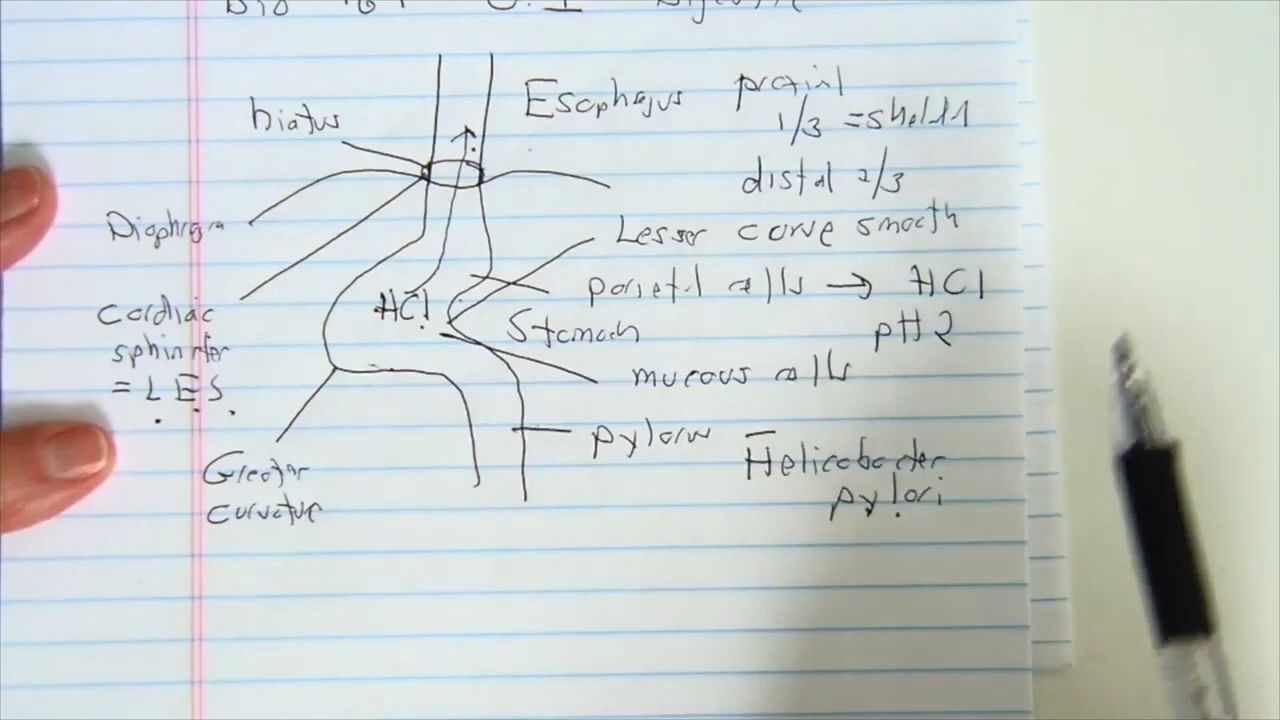 hiatus
Esophagus
1/3 = skeletal
distal 2/3
smooth
Diaphragm
Lesser curve
parietal cells → HCl
pH 2
HCl
Stomach
Cardiac
sphincter
= LES
mucous cells
pylorus
Greater
curvature
Helicobacter
pylori